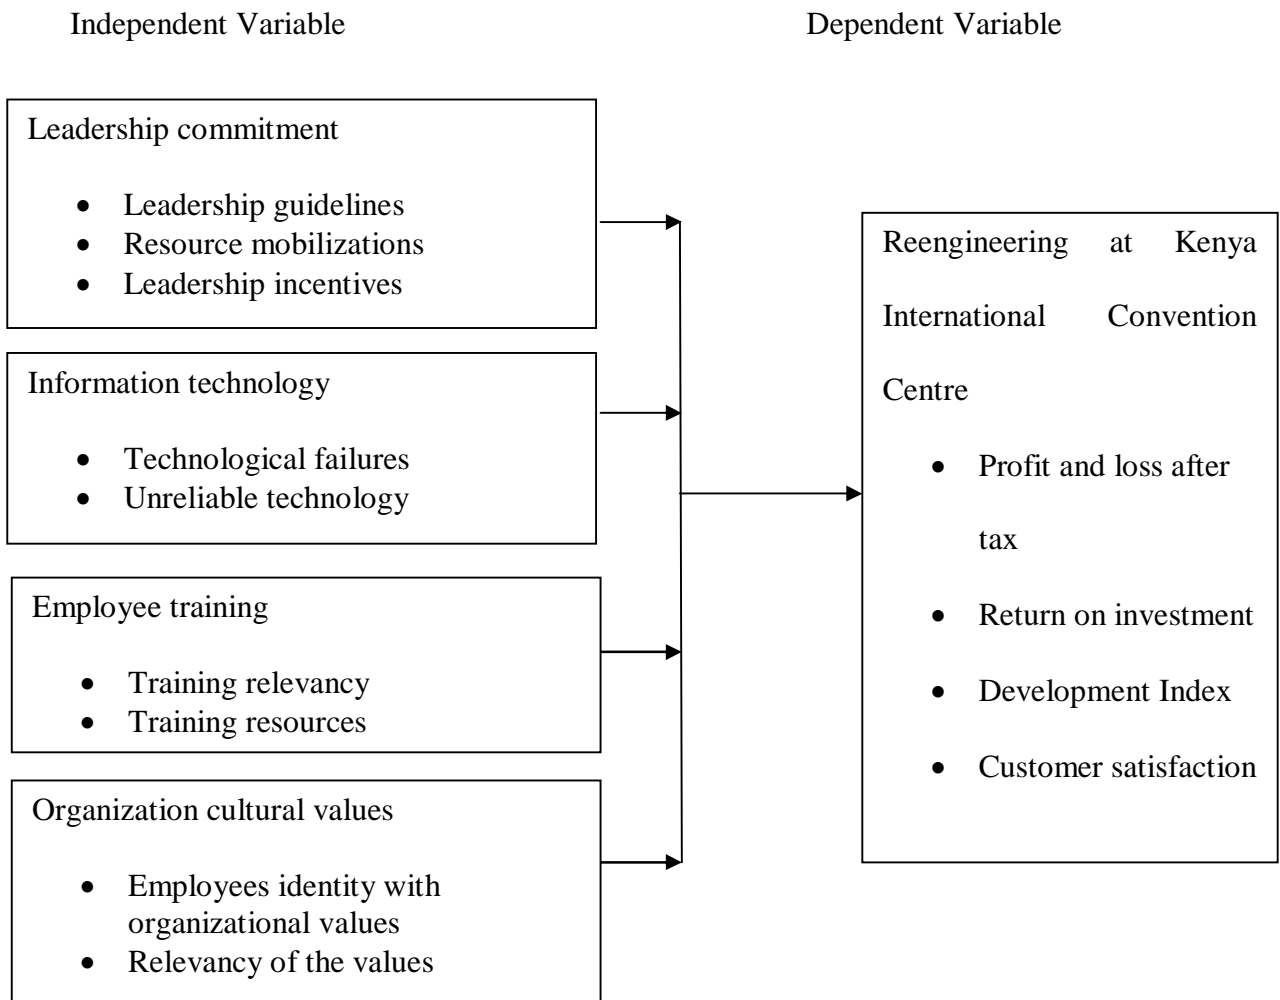 Independent Variable
Dependent Variable
Leadership commitment
• Leadership guidelines
• Resource mobilizations
• Leadership incentives
Information technology
• Technological failures
• Unreliable technology
Employee training
• Training relevancy
• Training resources
Organization cultural values
• Employees identity with
organizational values
• Relevancy of the values
Reengineering at Kenya
International Convention
Centre
• Profit and loss after
tax
• Return on investment
• Development Index
• Customer satisfaction